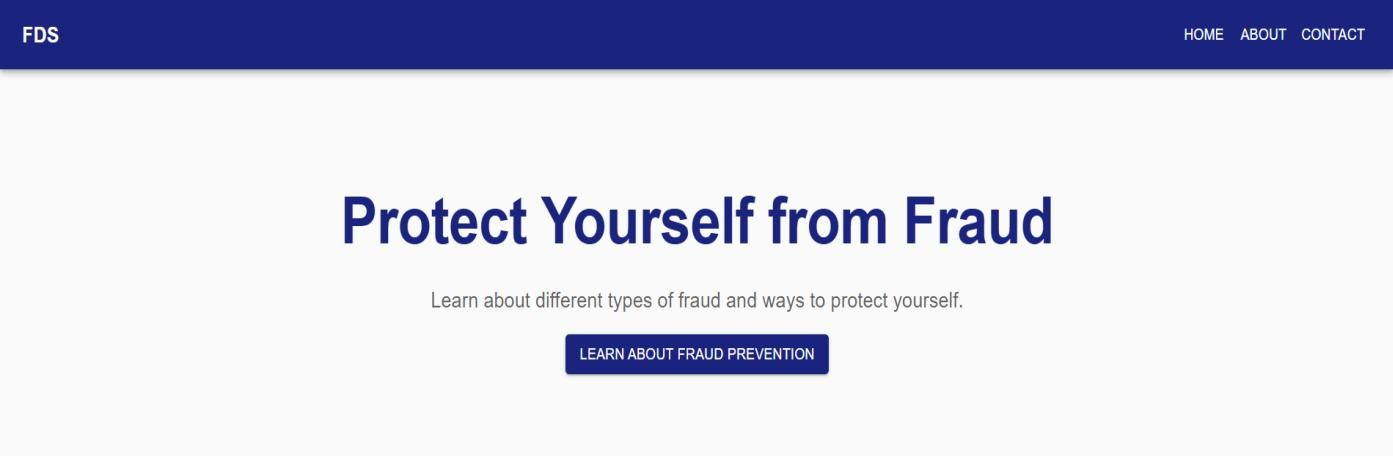 FDS HOME ABOUT CONTACT
Protect Yourself from Fraud
Learn about different types of fraud and ways to protect yourself.
LEARN ABOUT FRAUD PREVENTION